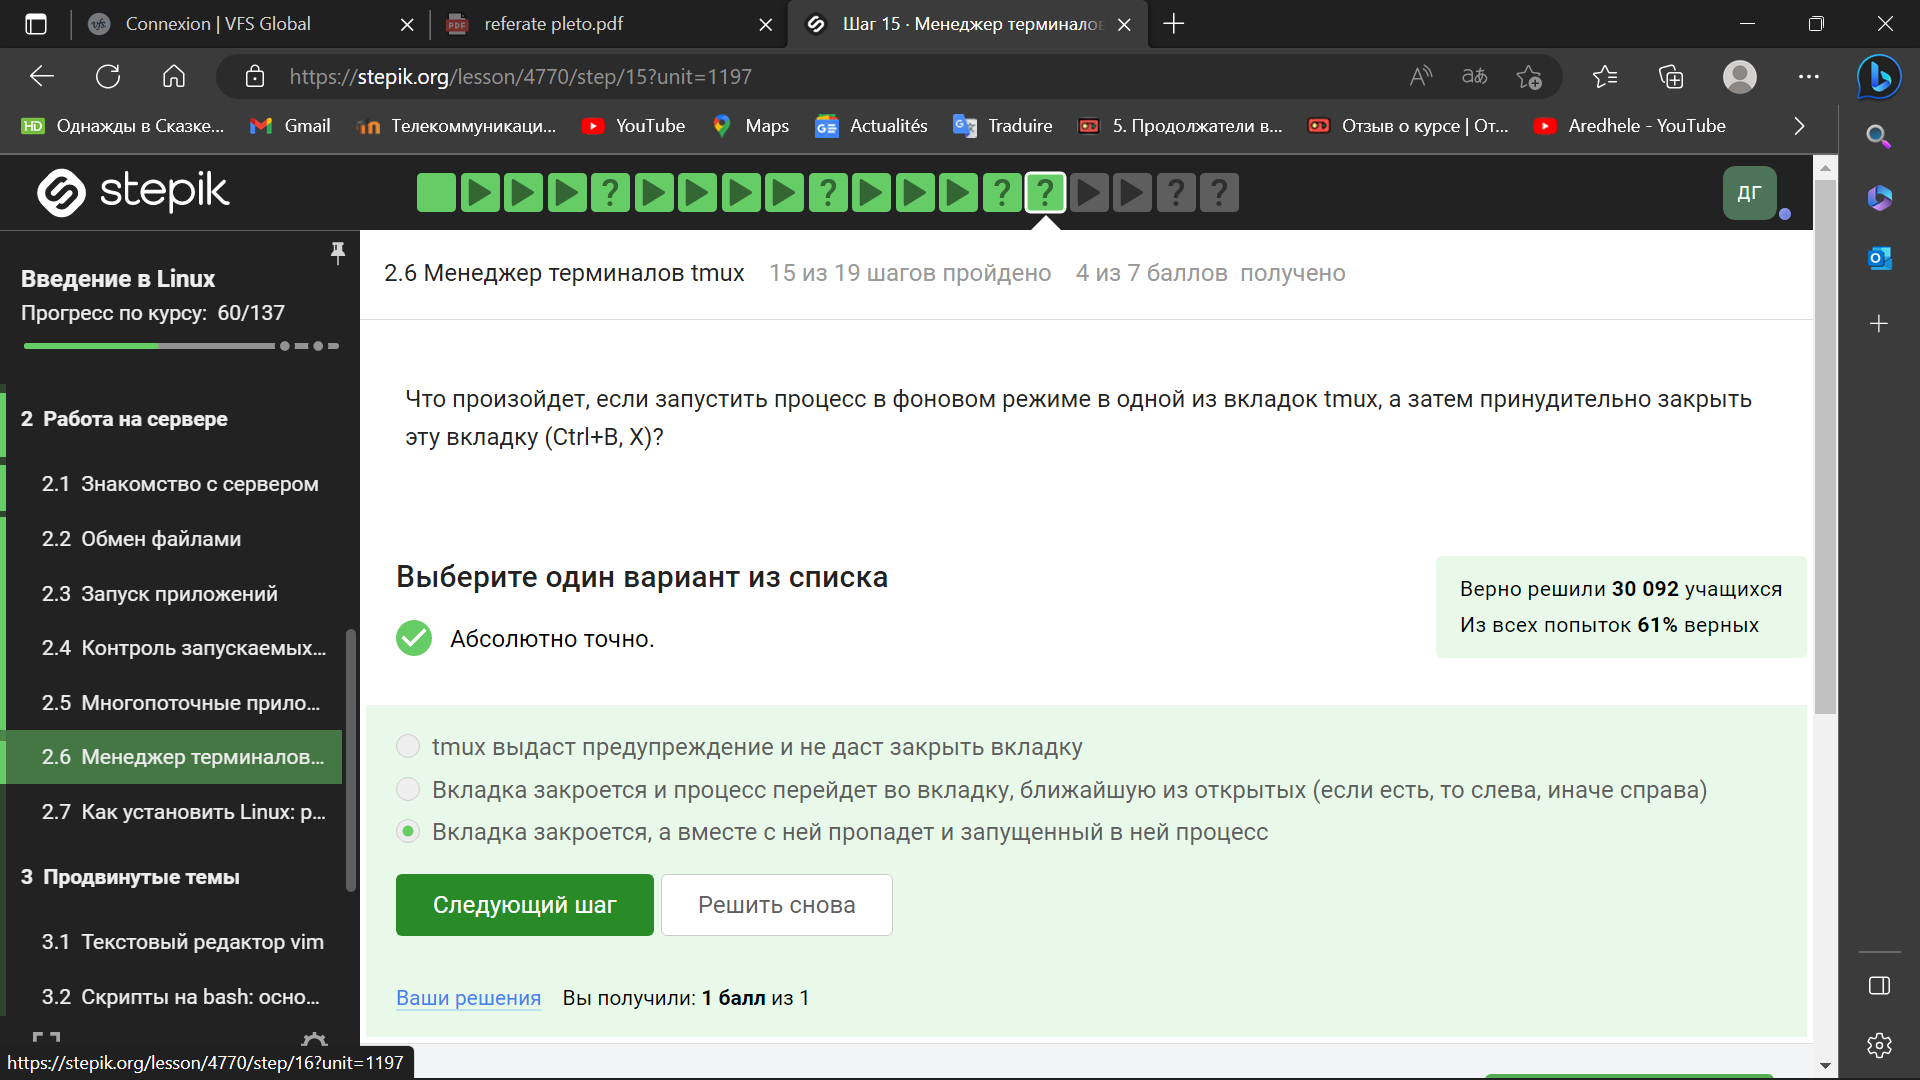 Connexion | VFS Global
referate pleto.pdf
Шаг 15 · Менеджер терминалов
https://stepik.org/lesson/4770/step/15?unit=1197
Однажды в Сказке...
Gmail
Телекоммуникаци...
YouTube
Maps
Actualités
Traduire
5. Продолжатели в...
Отзыв о курсе | От...
Aredhele - YouTube
stepik
ДГ
Введение в Linux
Прогресс по курсу: 60/137
2 Работа на сервере
2.1 Знакомство с сервером
2.2 Обмен файлами
2.3 Запуск приложений
2.4 Контроль запускаемых...
2.5 Многопоточные прило...
2.6 Менеджер терминалов...
2.7 Как установить Linux: р...
3 Продвинутые темы
3.1 Текстовый редактор vim
3.2 Скрипты на bash: осно...
https://stepik.org/lesson/4770/step/16?unit=1197
2.6 Менеджер терминалов tmux 15 из 19 шагов пройдено 4 из 7 баллов получено
Что произойдет, если запустить процесс в фоновом режиме в одной из вкладок tmux, а затем принудительно закрыть
эту вкладку (Ctrl+B, X)?
Выберите один вариант из списка
Абсолютно точно.
Верно решили 30 092 учащихся
Из всех попыток 61% верных
tmux выдаст предупреждение и не даст закрыть вкладку
Вкладка закроется и процесс перейдет во вкладку, ближайшую из открытых (если есть, то слева, иначе справа)
Вкладка закроется, а вместе с ней пропадет и запущенный в ней процесс
Следующий шаг
Решить снова
Ваши решения Вы получили: 1 балл из 1